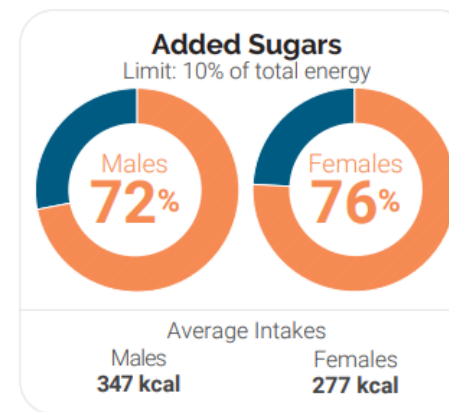 Added Sugars
Limit: 10% of total energy
Males
72%
Females
76%
Average Intakes
Males
347 kcal
Females
277 kcal